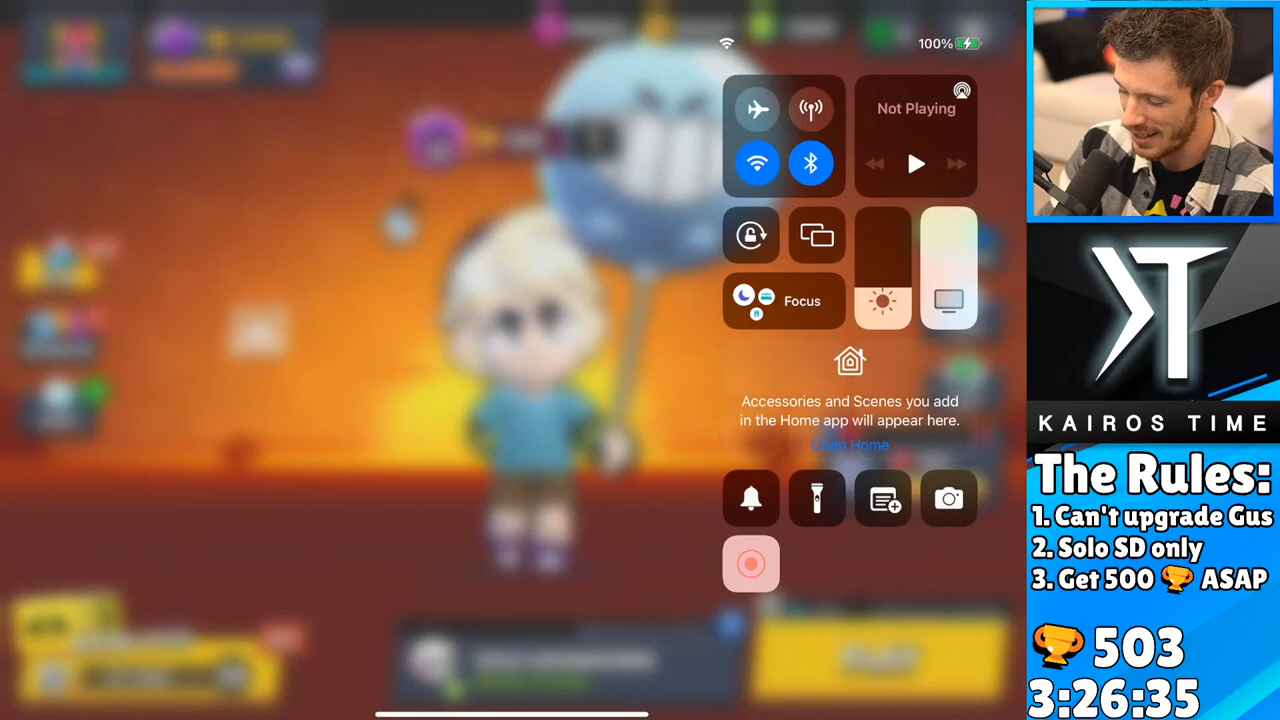 100%
Not Playing
Focus
Accessories and Scenes you add
in the Home app will appear here.
Open Home
KT
KAIROS TIME
The Rules:
1. Can't upgrade Gus
2. Solo SD only
3. Get 500 🏆 ASAP
🏆 503
3:26:35